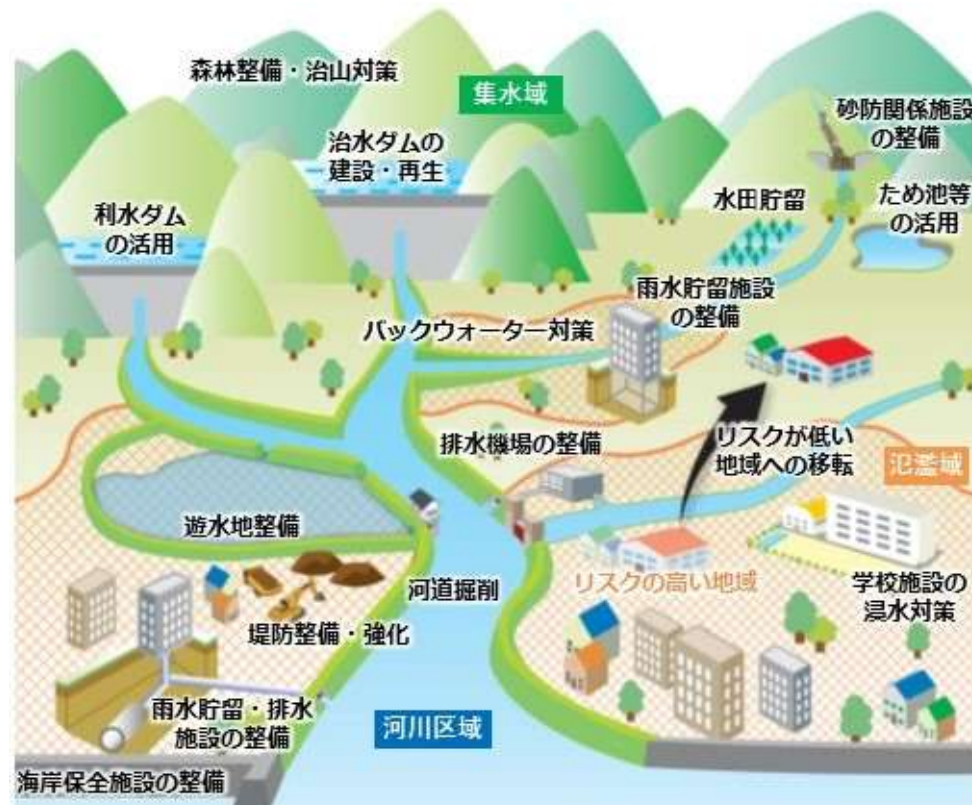 森林整備・治山対策
集水域
砂防関係施設
の整備
治水ダムの
建設・再生
水田貯留
ため池等
の活用
利水ダム
の活用
雨水貯留施設
の整備
バックウォーター対策
排水機場の整備
リスクが低い
地域への移転
氾濫域
遊水地整備
河道掘削
リスクの高い地域
学校施設の
浸水対策
堤防整備・強化
雨水貯留・排水
施設の整備
河川区域
海岸保全施設の整備